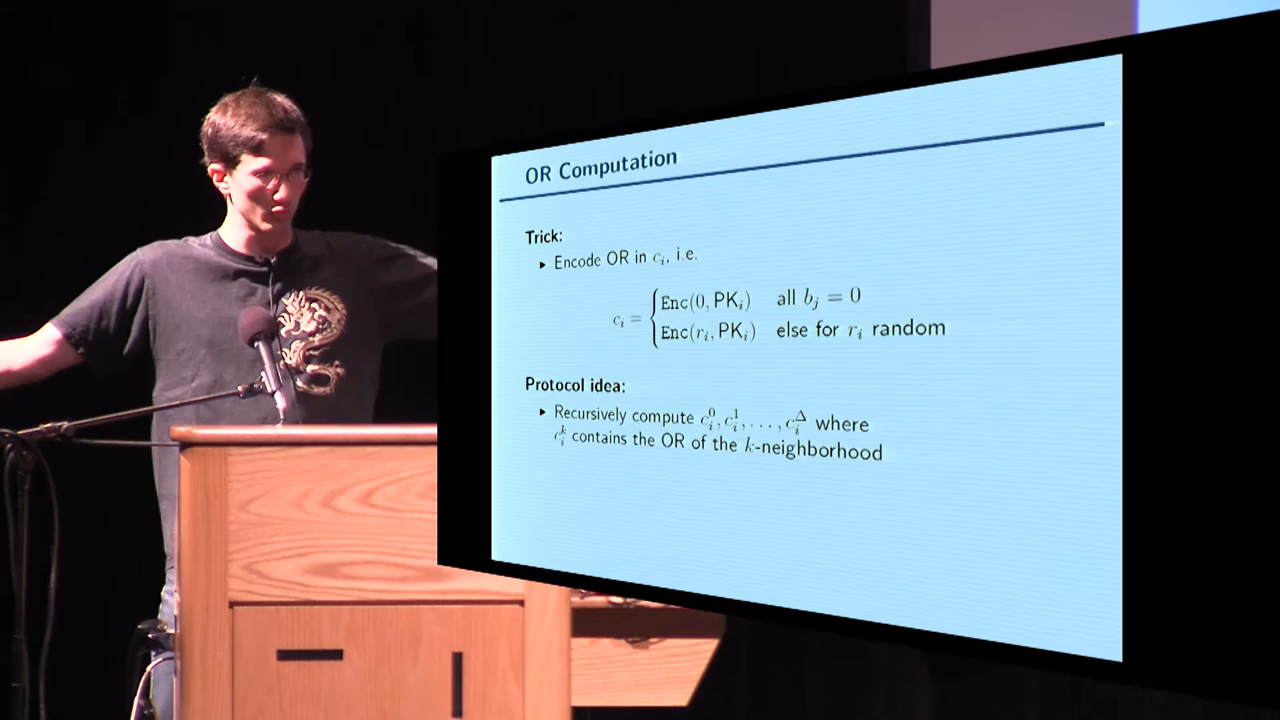 OR Computation
Trick:
▸ Encode OR in cᵢ, i.e.
cᵢ = { Enc(0, PKᵢ) all bⱼ = 0
Enc(rᵢ, PKᵢ) else for rᵢ random
Protocol idea:
▸ Recursively compute cᵢ⁰, cᵢ¹, . . . , cᵢ^Δ where
cᵢᵏ contains the OR of the k-neighborhood